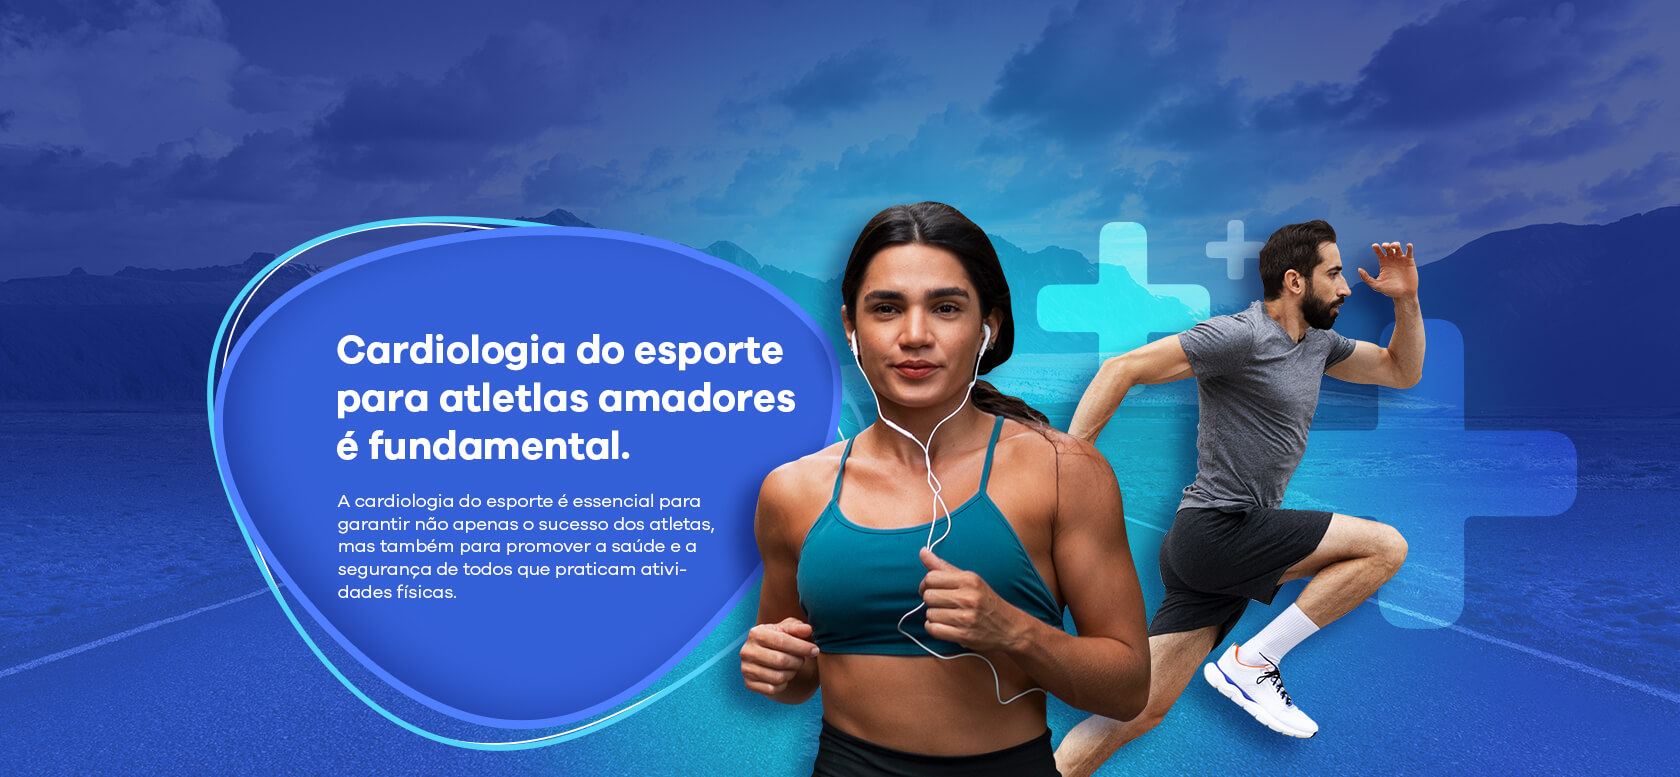 Cardiologia do esporte
para atletlas amadores
é fundamental.
A cardiologia do esporte é essencial para
garantir não apenas o sucesso dos atletas,
mas também para promover a saúde e a
segurança de todos que praticam ativi-
dades físicas.